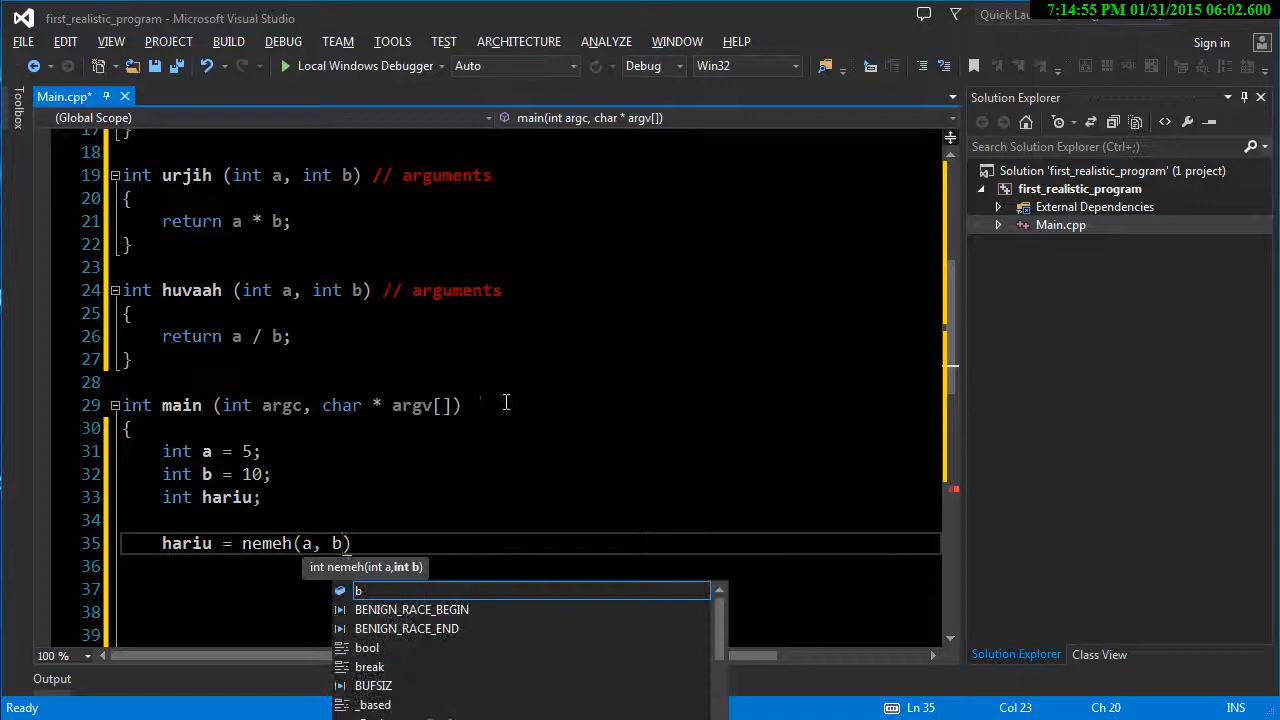 first_realistic_program - Microsoft Visual Studio
Quick Lau
7:14:55 PM 01/31/2015 06:02.600
FILE EDIT VIEW PROJECT BUILD DEBUG TEAM TOOLS TEST ARCHITECTURE ANALYZE WINDOW HELP
Sign in
Local Windows Debugger Auto Debug Win32
Toolbox
Main.cpp*
(Global Scope) main(int argc, char * argv[])
17 }
18
19 int urjih (int a, int b) // arguments
20 {
21 return a * b;
22 }
23
24 int huvaah (int a, int b) // arguments
25 {
26 return a / b;
27 }
28
29 int main (int argc, char * argv[])
30 {
31 int a = 5;
32 int b = 10;
33 int hariu;
34
35 hariu = nemeh(a, b)
36 int nemeh(int a,int b)
37 b
BENIGN_RACE_BEGIN
38 BENIGN_RACE_END
39 bool
break
BUFSIZ
_based
100 %
Solution Explorer
Search Solution Explorer (Ctrl+;)
Solution 'first_realistic_program' (1 project)
first_realistic_program
External Dependencies
Main.cpp
Solution Explorer Class View
Output
Ready Ln 35 Col 23 Ch 20 INS